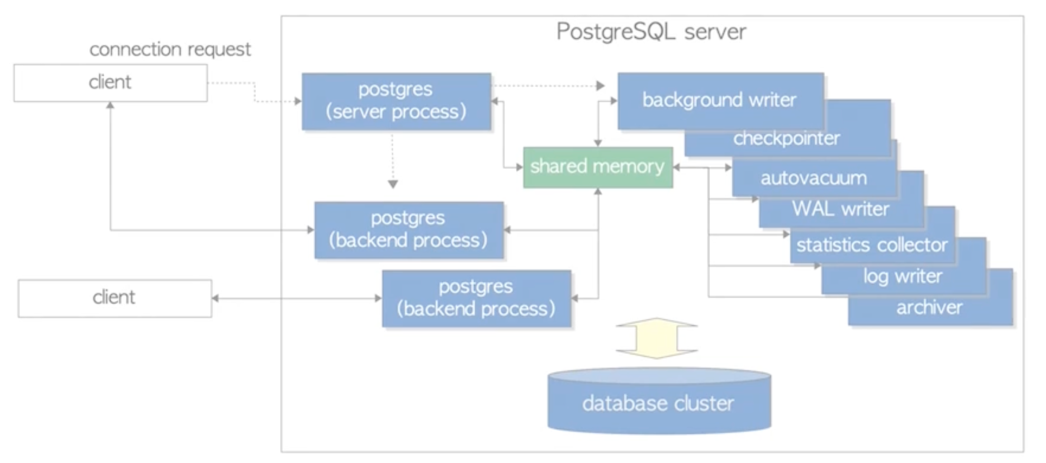 PostgreSQL server
connection request
client
postgres
(server process)
background writer
checkpointer
shared memory
autovacuum
WAL writer
postgres
(backend process)
statistics collector
log writer
client
postgres
(backend process)
archiver
database cluster